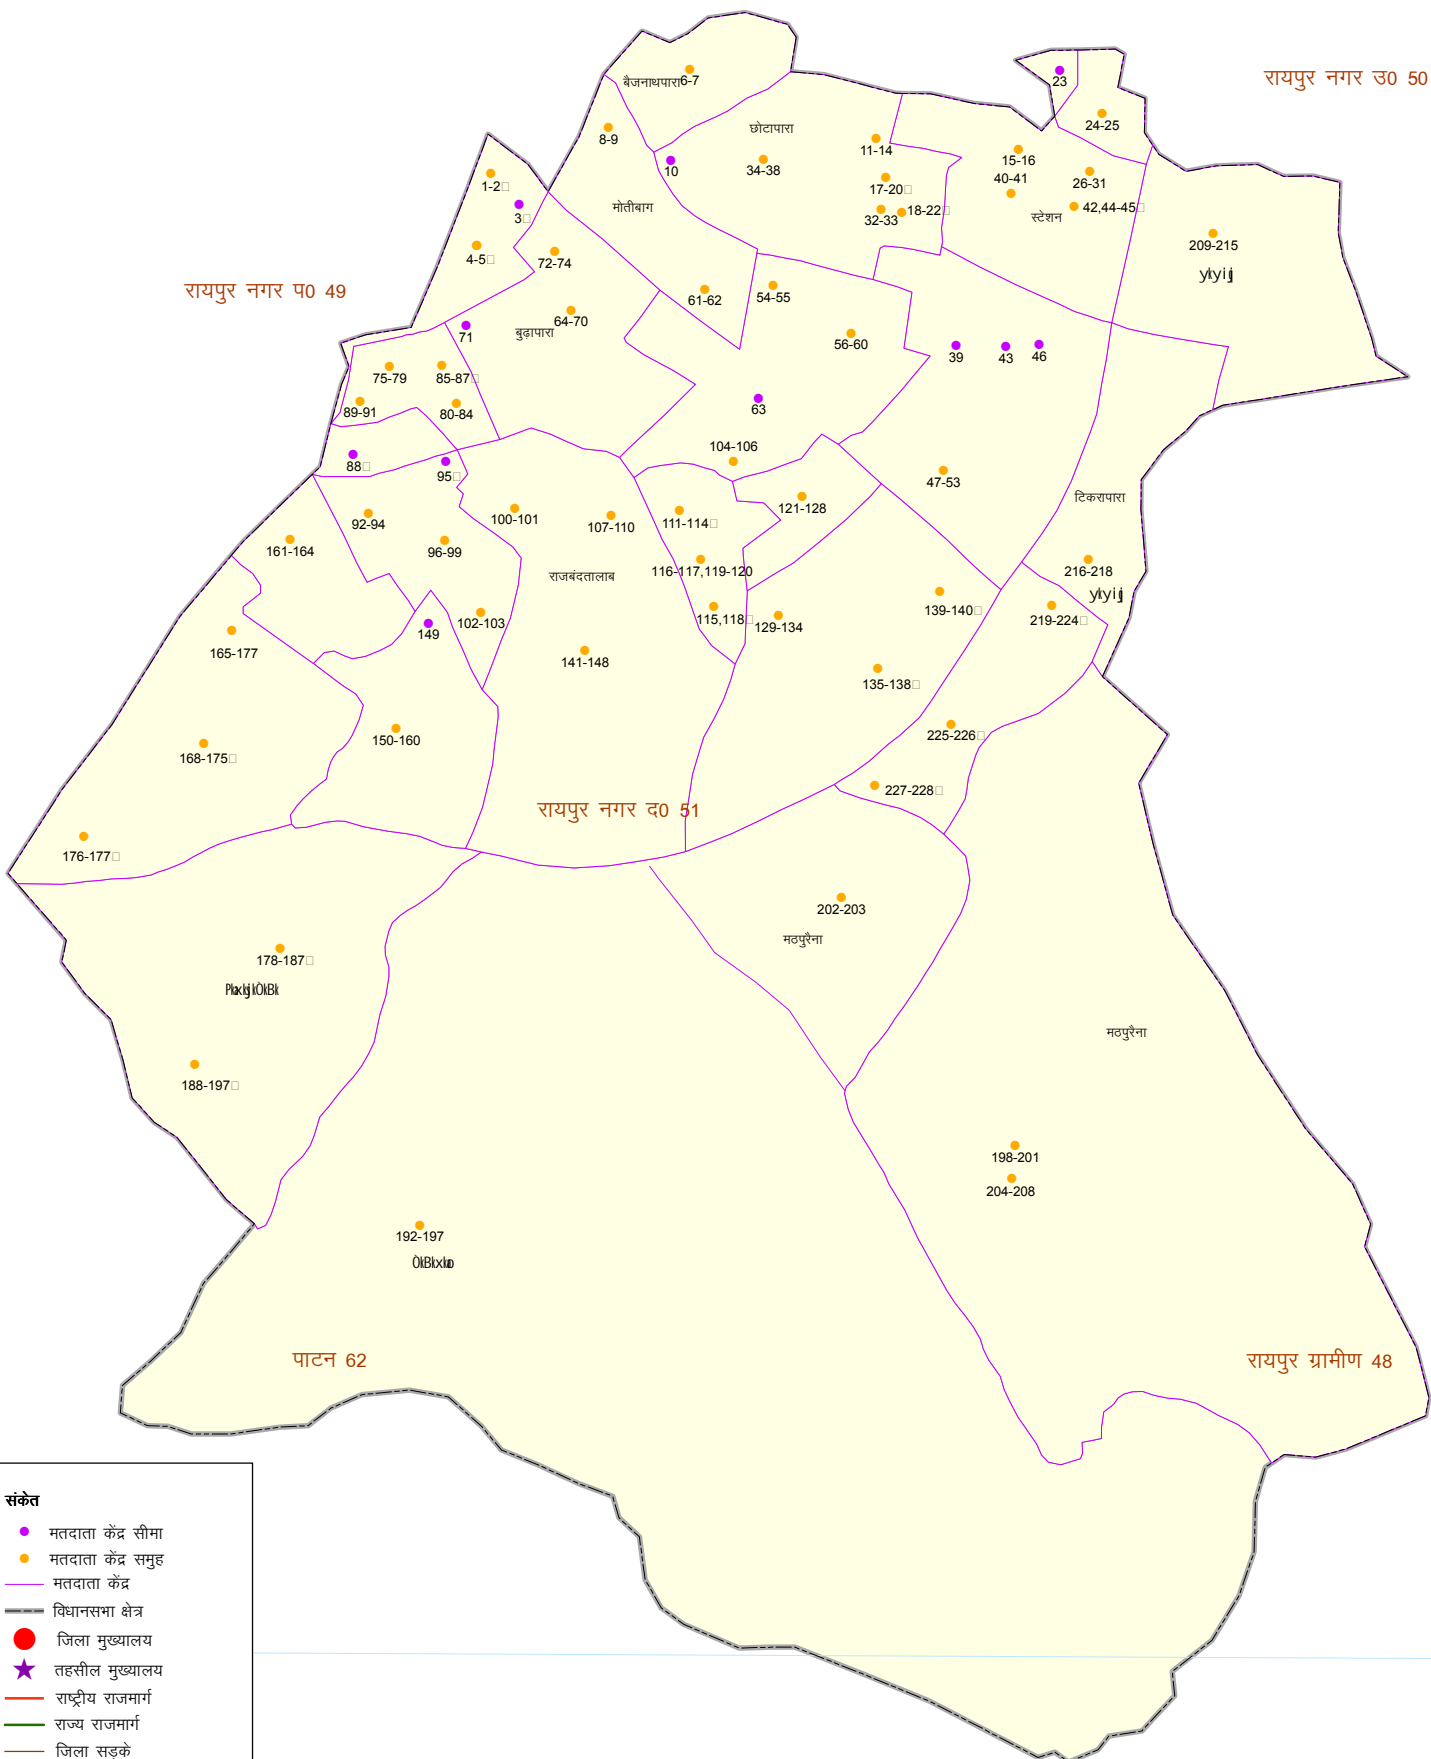 रायपुर नगर उ0 50
बैजनाथपारा 6-7
23
24-25
8-9
छोटापारा
11-14
10
34-38
15-16
40-41
26-31
1-2
3
17-20
32-33
18-22
42,44-45
स्टेशन
मोतीबाग
209-215
4-5
72-74
रायपुर नगर प0 49
61-62
54-55
64-70
बुढ़ापारा
71
56-60
39
43
46
75-79
85-87
89-91
80-84
63
104-106
88
95
47-53
टिकरापारा
121-128
100-101
107-110
111-114
92-94
96-99
161-164
116-117,119-120
राजबंदतालाब
216-218
139-140
219-224
115,118
129-134
102-103
149
165-177
141-148
135-138
150-160
225-226
168-175
227-228
रायपुर नगर द0 51
176-177
202-203
मठपुरैना
178-187
मठपुरैना
188-197
198-201
204-208
192-197
पाटन 62
रायपुर ग्रामीण 48
संकेत
मतदाता केंद्र सीमा
मतदाता केंद्र समुह
मतदाता केंद्र
विधानसभा क्षेत्र
जिला मुख्यालय
तहसील मुख्यालय
राष्ट्रीय राजमार्ग
राज्य राजमार्ग
जिला सड़के